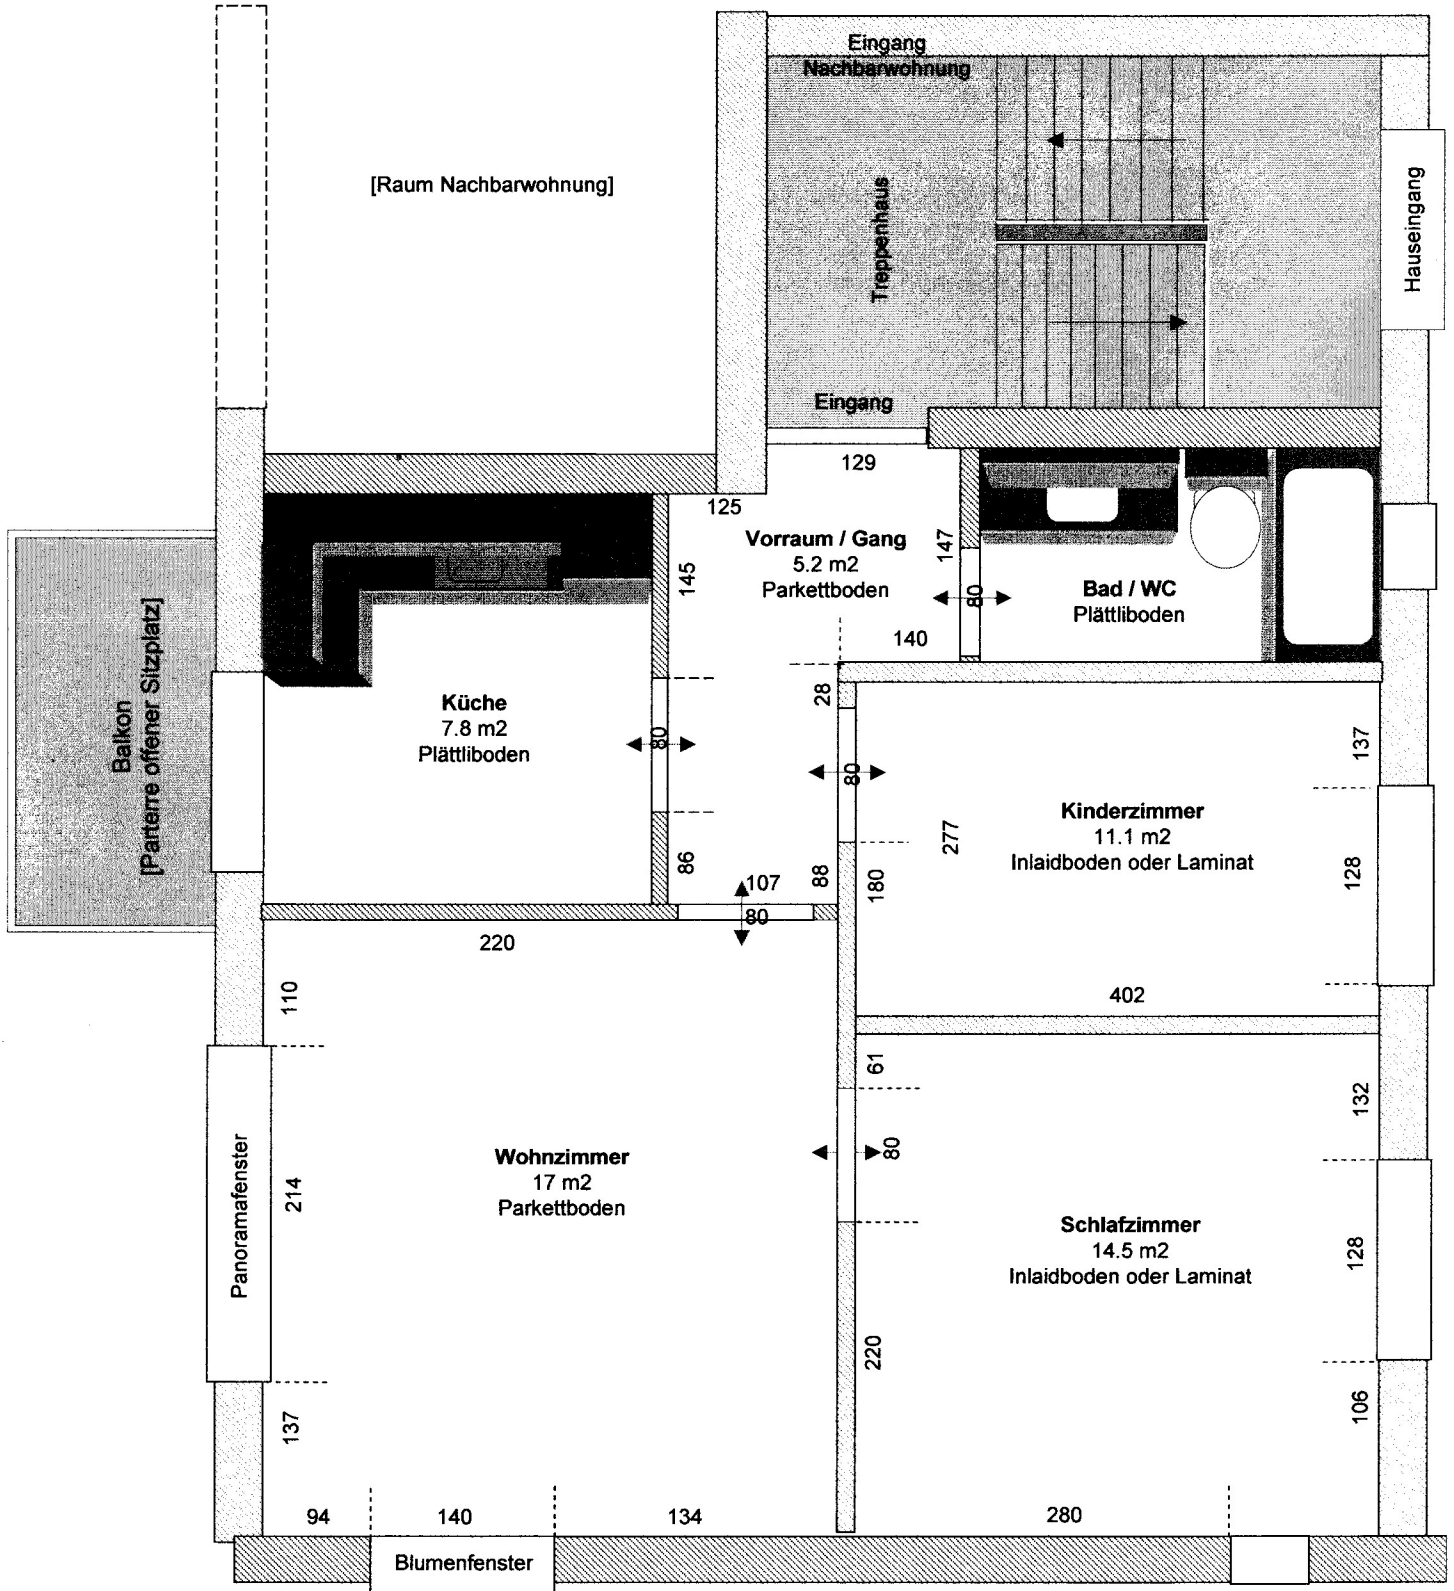 Eingang
Nachbarwohnung
[Raum Nachbarwohnung]
Treppenhaus
Hauseingang
Eingang
129
125
Vorraum / Gang
5.2 m2
Parkettboden
147
145
80
Bad / WC
Plättliboden
140
Balkon
[Parterre offener Sitzplatz]
Küche
7.8 m2
Plättliboden
80
28
80
137
Kinderzimmer
11.1 m2
Inlaidboden oder Laminat
277
128
86
107
88
180
80
220
110
402
61
132
Wohnzimmer
17 m2
Parkettboden
80
Panoramafenster
214
Schlafzimmer
14.5 m2
Inlaidboden oder Laminat
128
220
137
106
94
140
134
280
Blumenfenster